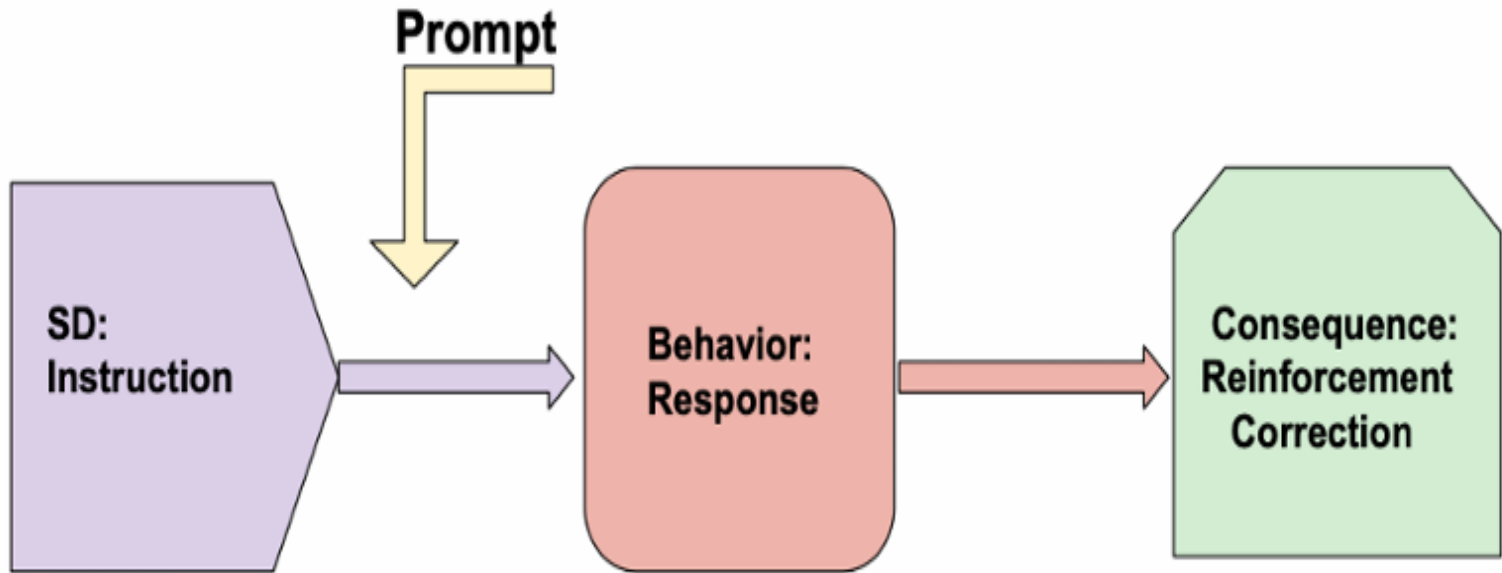 Prompt
SD:
Instruction
Behavior:
Response
Consequence:
Reinforcement
Correction